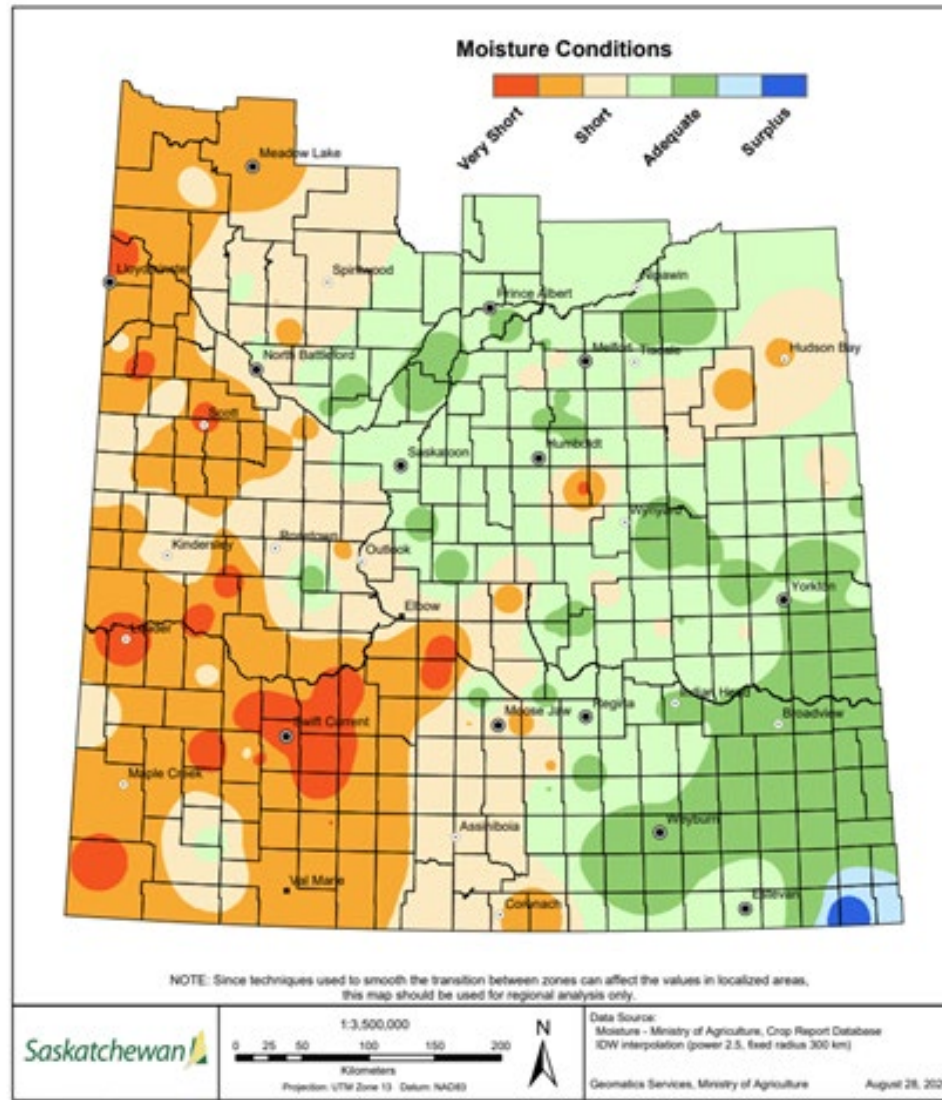 Moisture Conditions
Very Short
Short
Adequate
Surplus
Meadow Lake
Lloydminster
Spiritwood
Prince Albert
Nipawin
North Battleford
Melfort
Tisdale
Hudson Bay
Scott
Saskatoon
Humboldt
Wynyard
Kindersley
Rosetown
Outlook
Yorkton
Elbow
Leader
Swift Current
Moose Jaw
Regina
Indian Head
Broadview
Maple Creek
Assiniboia
Weyburn
Val Marie
Coronach
Estevan
NOTE: Since techniques used to smooth the transition between zones can affect the values in localized areas,
this map should be used for regional analysis only.
Saskatchewan
1:3,500,000
0 25 50 100 150 200
Kilometers
Projection: UTM Zone 13 Datum: NAD83
N
Data Source:
Moisture - Ministry of Agriculture, Crop Report Database
IDW interpolation (power 2.5, fixed radius 300 km)
Geomatics Services, Ministry of Agriculture
August 28, 202